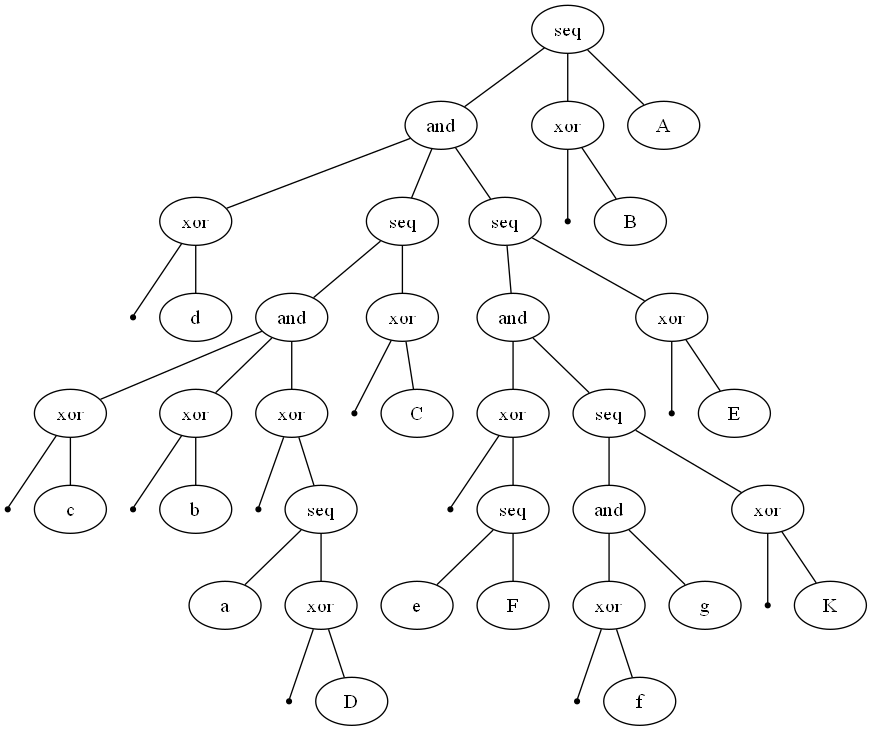 seq
and xor A
xor seq seq B
d and xor and xor
xor xor xor C xor seq E
c b seq seq and xor
a xor e F xor g K
D f